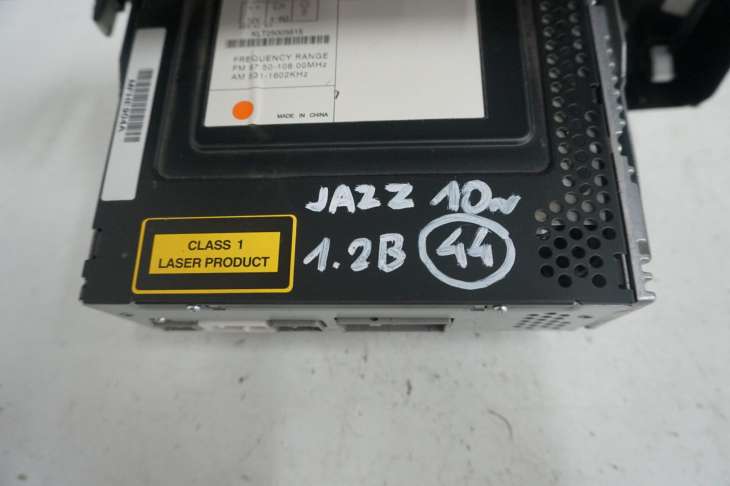 NLT25005515
FREQUENCY RANGE
FM 87.50-108.00MHz
AM 531-1602KHz
MADE IN CHINA
JAZZ 10w
CLASS 1
LASER PRODUCT
1.2B 44